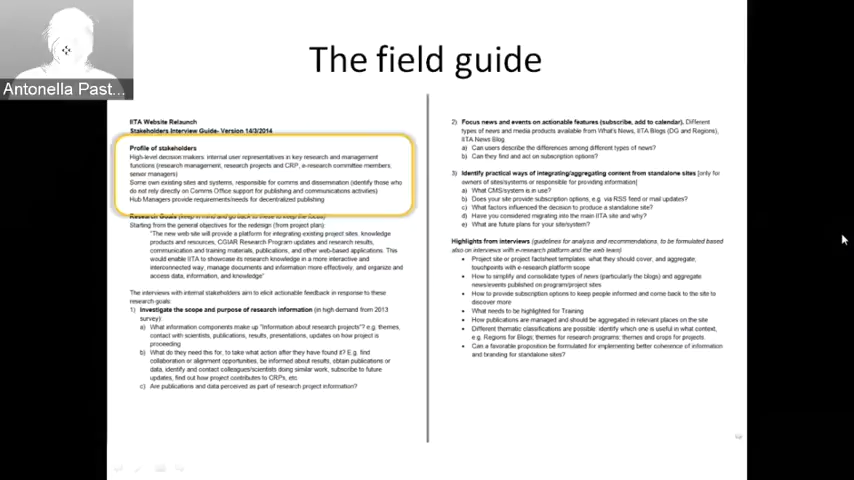 Antonella Past...
The field guide
IITA Website Relaunch
Stakeholders Interview Guide- Version 14/3/2014
Profile of stakeholders
High-level decision makers: internal user representatives in key research and management
functions (research management, research projects and CRP, e-research committee members,
senior managers)
Some own existing sites and systems, responsible for comms and dissemination (identify those who
do not rely directly on Comms Office support for publishing and communications activities)
Hub Managers provide requirements/needs for decentralized publishing
Research Goals (keep in mind and go back to these to keep the focus)
Starting from the general objectives for the redesign (from project plan):
"The new web site will provide a platform for integrating existing project sites, knowledge
products and resources, CGIAR Research Program updates and research results,
communication and training materials, publications, and other web-based applications. This
would enable IITA to showcase its research knowledge in a more interactive and
interconnected way, manage documents and information more effectively, and organize and
access data, information, and knowledge"
The interviews with internal stakeholders aim to elicit actionable feedback in response to these
research goals:
1) Investigate the scope and purpose of research information (in high demand from 2013
survey):
a) What information components make up "Information about research projects"? e.g. themes,
contact with scientists, publications, results, presentations, updates on how project is
proceeding
b) What do they need this for, to take what action after they have found it? E.g. find
collaboration or alignment opportunities, be informed about results, obtain publications or
data, identify and contact colleagues/scientists doing similar work, subscribe to future
updates, find out how project contributes to CRPs, etc.
c) Are publications and data perceived as part of research project information?
2) Focus news and events on actionable features (subscribe, add to calendar). Different
types of news and media products available from What's News, IITA Blogs (DG and Regions),
IITA News Blog
a) Can users describe the differences among different types of news?
b) Can they find and act on subscription options?
3) Identify practical ways of integrating/aggregating content from standalone sites [only for
owners of sites/systems or responsible for providing information]
a) What CMS/system is in use?
b) Does your site provide subscription options, e.g. via RSS feed or mail updates?
c) What factors influenced the decision to produce a standalone site?
d) Have you considered migrating into the main IITA site and why?
e) What are future plans for your site/system?
Highlights from interviews (guidelines for analysis and recommendations, to be formulated based
also on interviews with e-research platform and the web team)
• Project site or project factsheet templates: what they should cover, and aggregate,
touchpoints with e-research platform scope
• How to simplify and consolidate types of news (particularly the blogs) and aggregate
news/events published on program/project sites
• How to provide subscription options to keep people informed and come back to the site to
discover more
• What needs to be highlighted for Training
• How publications are managed and should be aggregated in relevant places on the site
• Different thematic classifications are possible: identify which one is useful in what context,
e.g. Regions for Blogs; themes for research programs; themes and crops for projects.
• Can a favorable proposition be formulated for implementing better coherence of information
and branding for standalone sites?